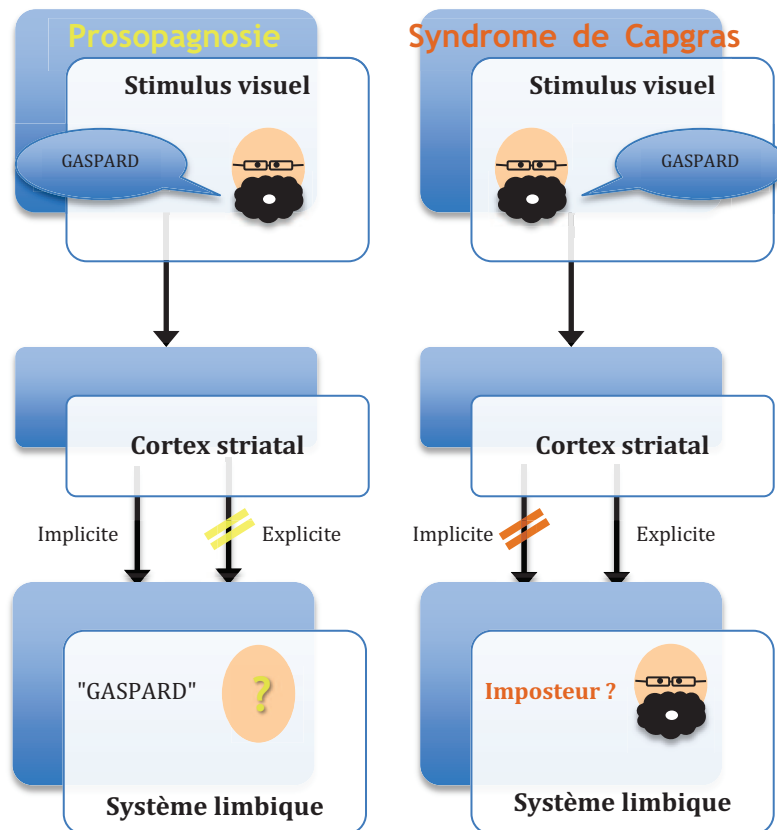 Prosopagnosie
Stimulus visuel
GASPARD
Cortex striatal
Implicite
Explicite
"GASPARD"
?
Système limbique
Syndrome de Capgras
Stimulus visuel
GASPARD
Cortex striatal
Implicite
Explicite
Imposteur ?
Système limbique